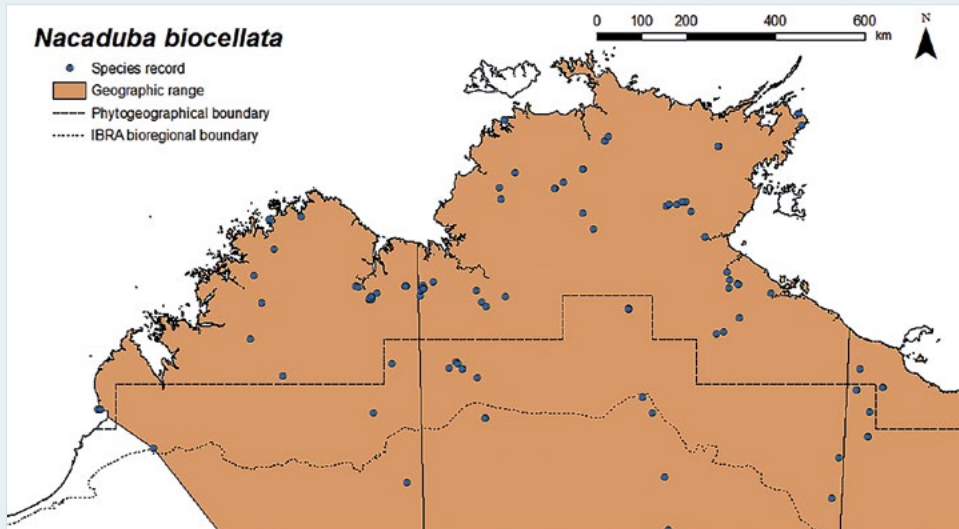 Nacaduba biocellata
Species record
Geographic range
Phytogeographical boundary
IBRA bioregional boundary
0 100 200 400 600
km
N